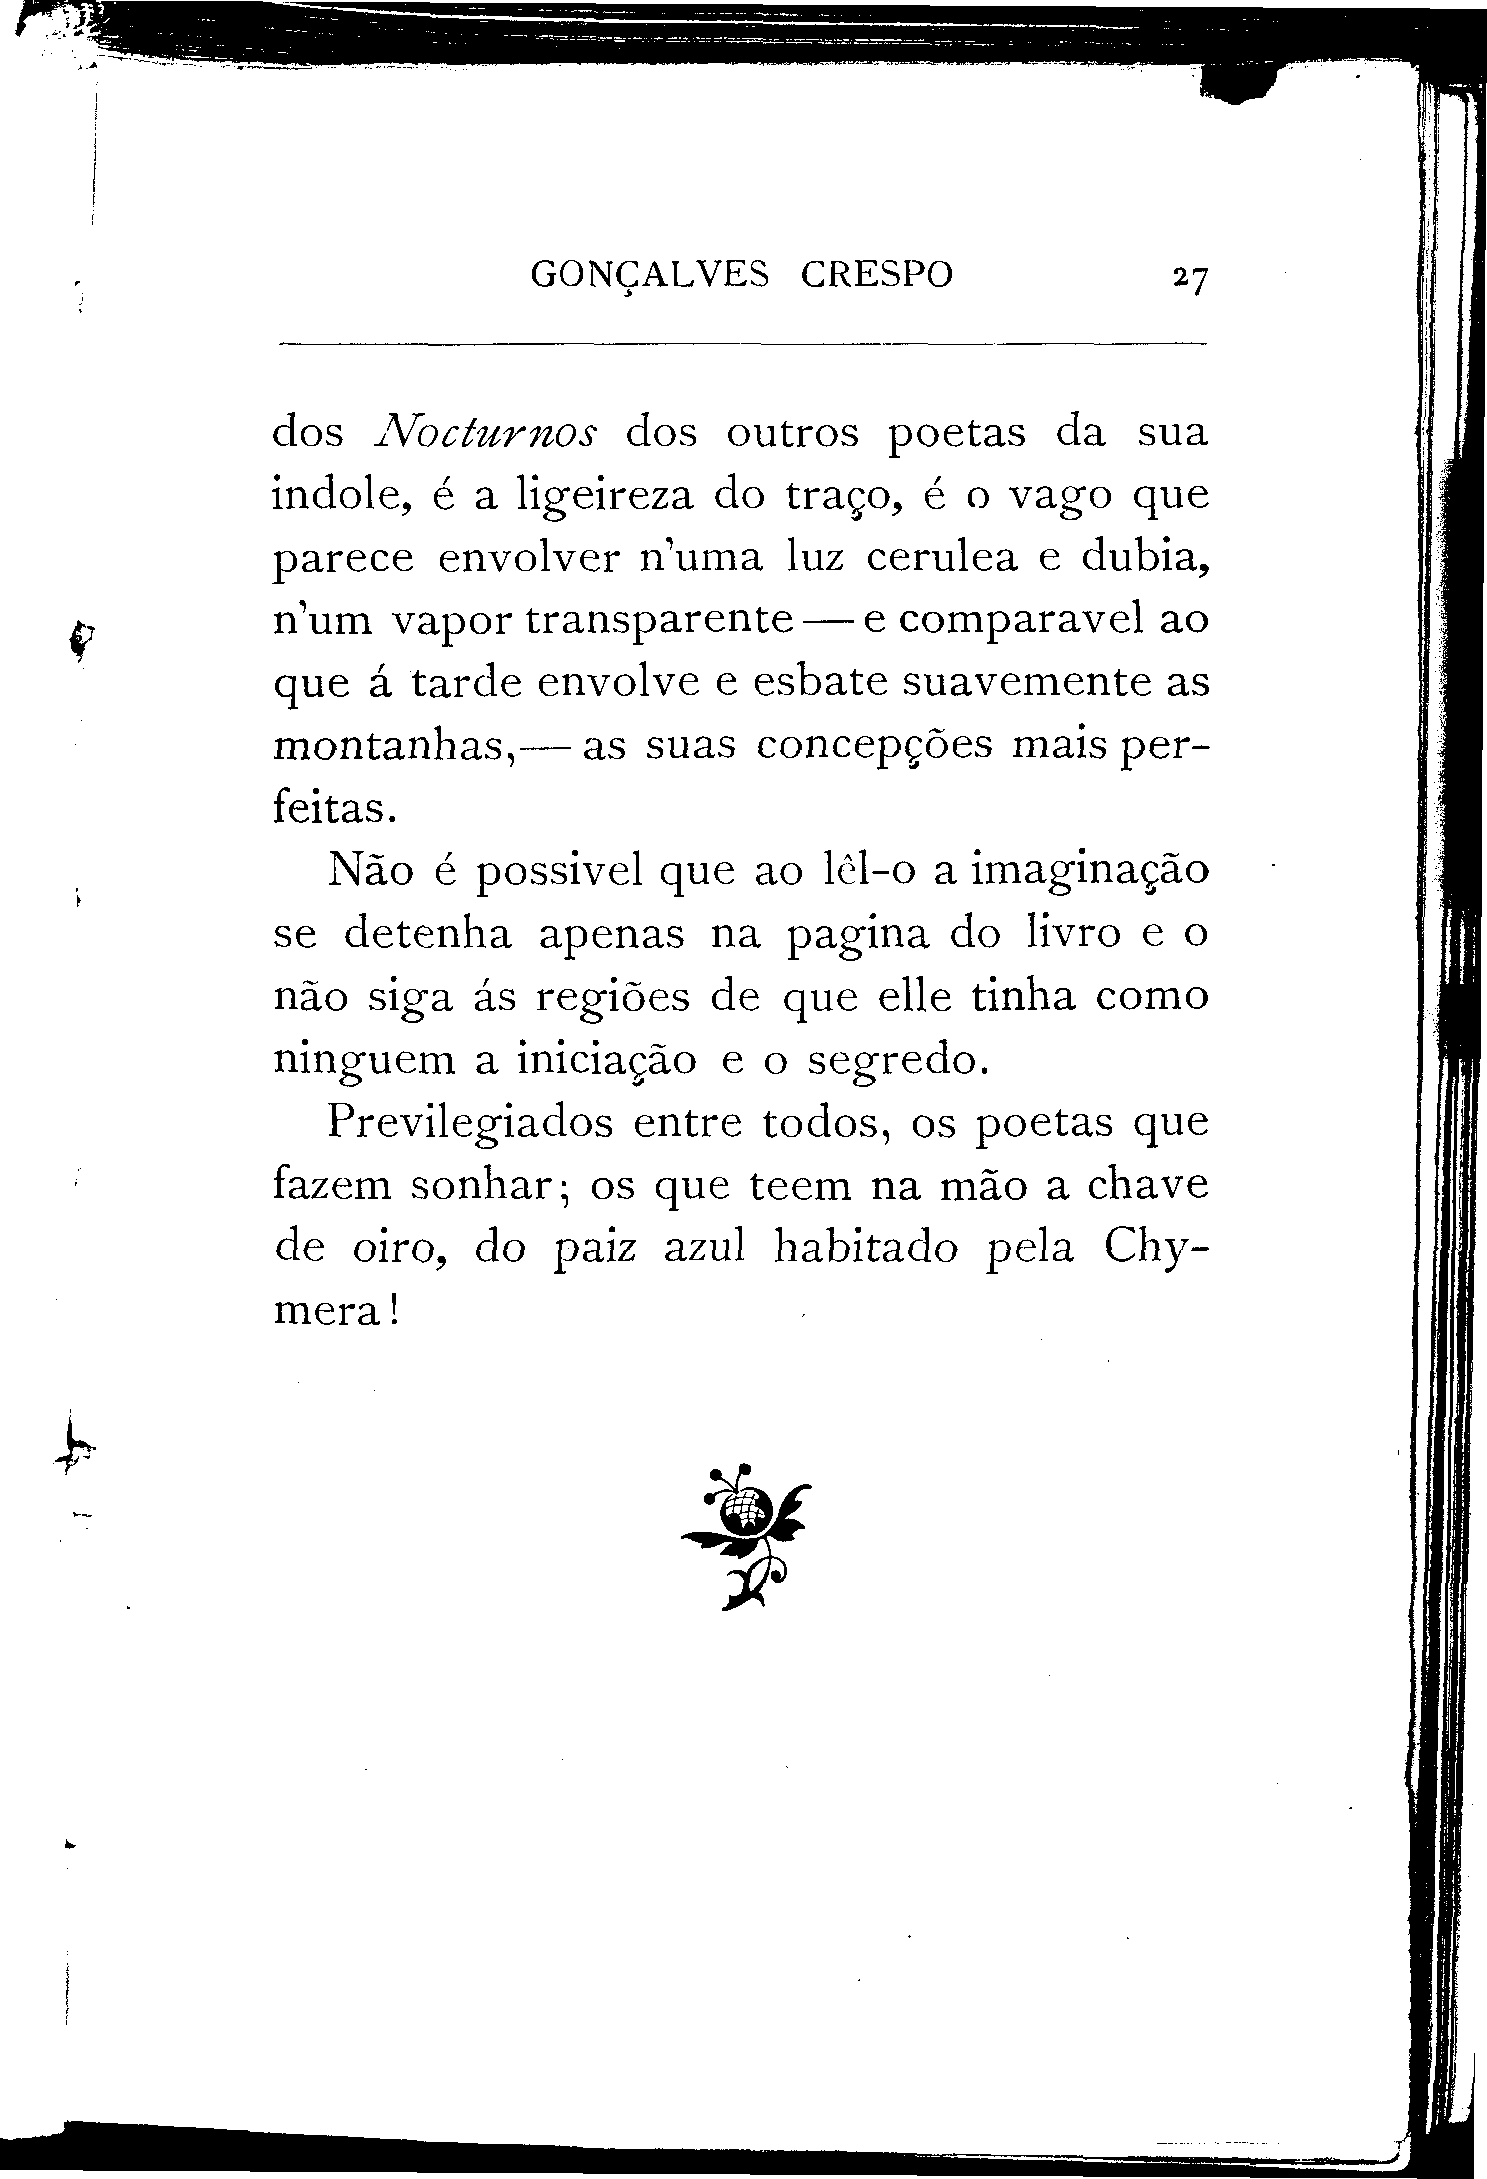 GONÇALVES CRESPO 27
dos Nocturnos dos outros poetas da sua
indole, é a ligeireza do traço, é o vago que
parece envolver n'uma luz cerulea e dubia,
n'um vapor transparente — e comparavel ao
que á tarde envolve e esbate suavemente as
montanhas,— as suas concepções mais per-
feitas.
Não é possivel que ao lêl-o a imaginação
se detenha apenas na pagina do livro e o
não siga ás regiões de que elle tinha como
ninguem a iniciação e o segredo.
Previlegiados entre todos, os poetas que
fazem sonhar; os que teem na mão a chave
de oiro, do paiz azul habitado pela Chy-
mera!